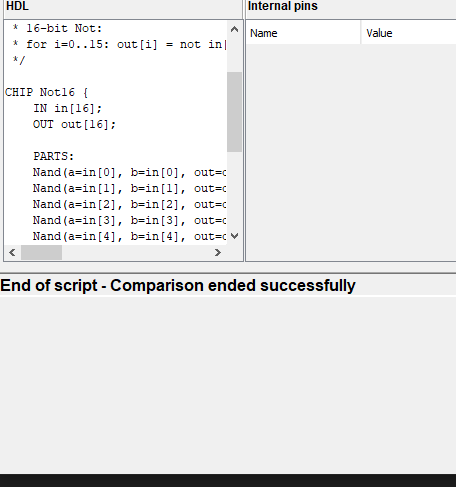 HDL
Internal pins
* 16-bit Not:
* for i=0..15: out[i] = not in[
*/
Name Value
CHIP Not16 {
IN in[16];
OUT out[16];
PARTS:
Nand(a=in[0], b=in[0], out=
Nand(a=in[1], b=in[1], out=
Nand(a=in[2], b=in[2], out=
Nand(a=in[3], b=in[3], out=
Nand(a=in[4], b=in[4], out=
End of script - Comparison ended successfully